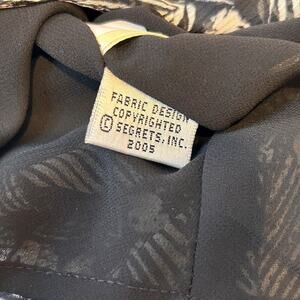 FABRIC DESIGN
COPYRIGHTED
© SEGRETS, INC.
2005